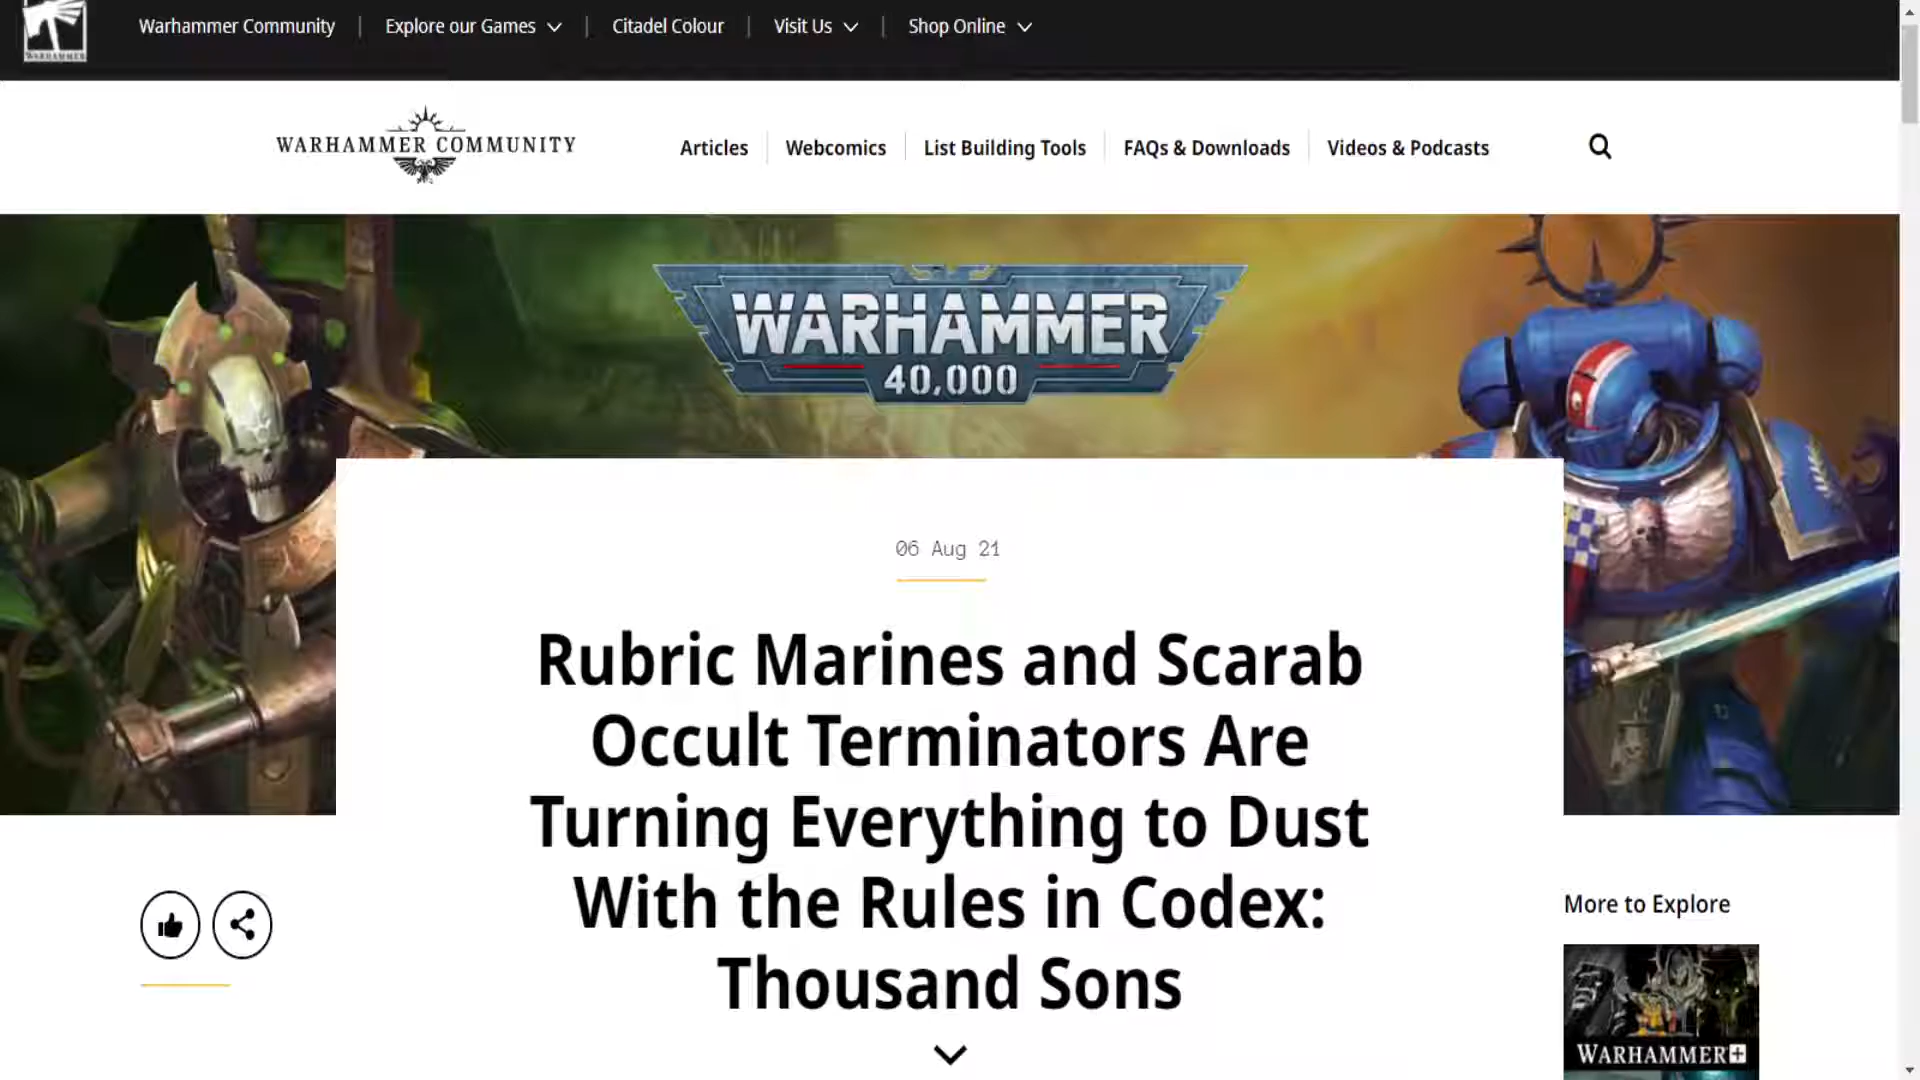 WARHAMMER
Warhammer Community
Explore our Games
Citadel Colour
Visit Us
Shop Online
WARHAMMER COMMUNITY
Articles
Webcomics
List Building Tools
FAQs & Downloads
Videos & Podcasts
WARHAMMER
40,000
06 Aug 21
Rubric Marines and Scarab
Occult Terminators Are
Turning Everything to Dust
With the Rules in Codex:
Thousand Sons
More to Explore
WARHAMMER+